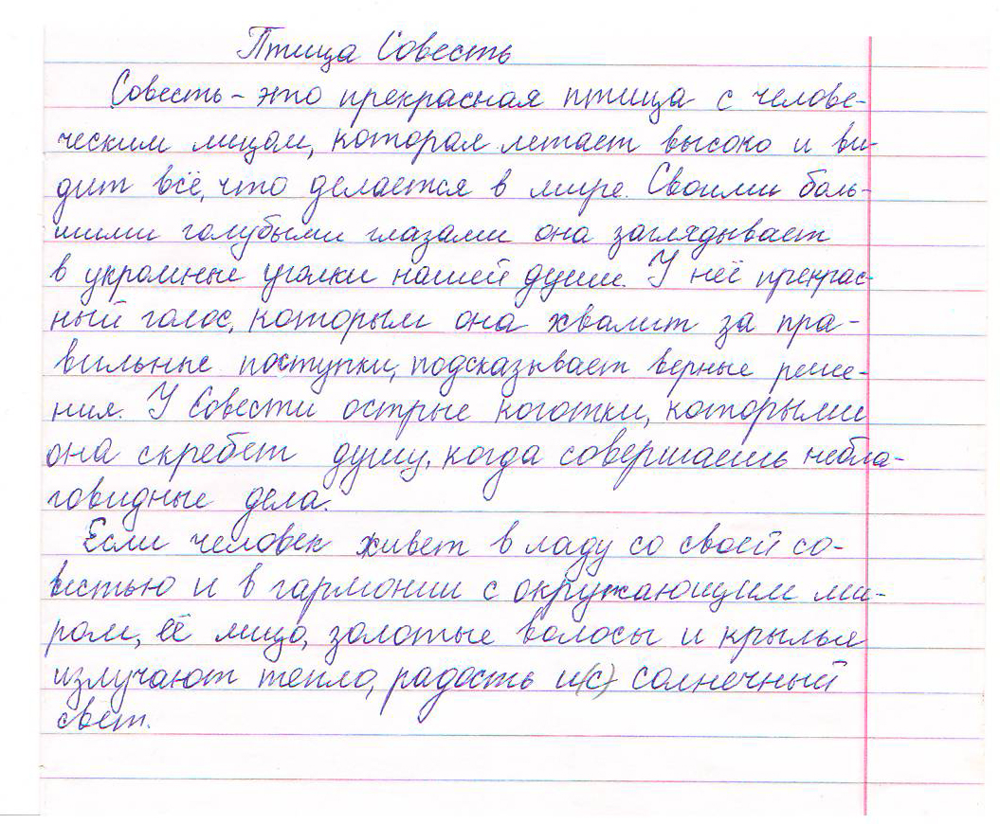 Птица Совесть
Совесть - это прекрасная птица с челове-
ческим лицом, которая летает высоко и ви-
дит всё, что делается в мире. Своими боль-
шими голубыми глазами она заглядывает
в укромные уголки нашей души. У неё прекрас-
ный голос, которым она хвалит за пра-
вильные поступки, подсказывает верные реше-
ния. У Совести острые коготки, которыми
она скребёт душу, когда совершаешь небла-
говидные дела.
Если человек живет в ладу со своей со-
вестью и в гармонии с окружающим ми-
ром, её лицо, золотые волосы и крылья
излучают тепло, радость и(с) солнечный
свет.